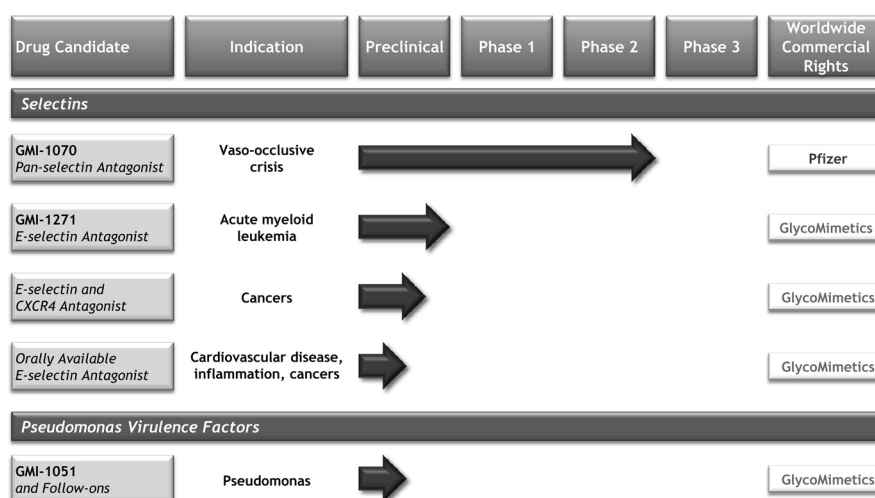 Drug Candidate
Indication
Preclinical
Phase 1
Phase 2
Phase 3
Worldwide
Commercial
Rights
Selectins
GMI-1070
Pan-selectin Antagonist
Vaso-occlusive
crisis
Pfizer
GMI-1271
E-selectin Antagonist
Acute myeloid
leukemia
GlycoMimetics
E-selectin and
CXCR4 Antagonist
Cancers
GlycoMimetics
Orally Available
E-selectin Antagonist
Cardiovascular disease,
inflammation, cancers
GlycoMimetics
Pseudomonas Virulence Factors
GMI-1051
and Follow-ons
Pseudomonas
GlycoMimetics